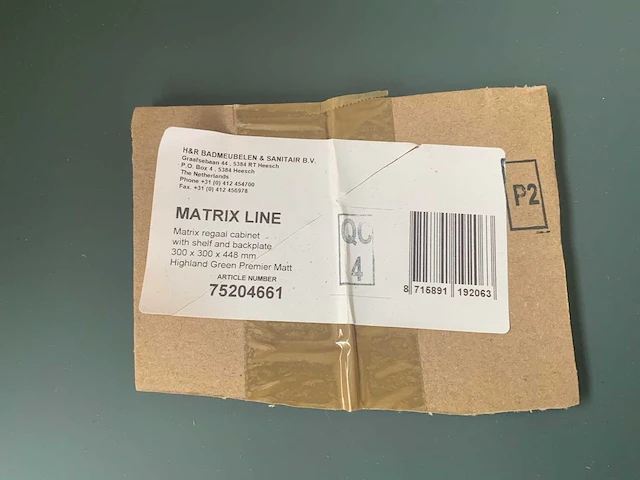 H&R BADMEUBELEN & SANITAIR B.V.
Graafsebaan 44 , 5384 RT Heesch
P.O. Box 4 , 5384 Heesch
The Netherlands
Phone +31 (0) 412 454700
Fax. +31 (0) 412 456978
MATRIX LINE
Matrix regaal cabinet
with shelf and backplate
300 x 300 x 448 mm
Highland Green Premier Matt
ARTICLE NUMBER
75204661
QC
4
8 715891 192063
P2